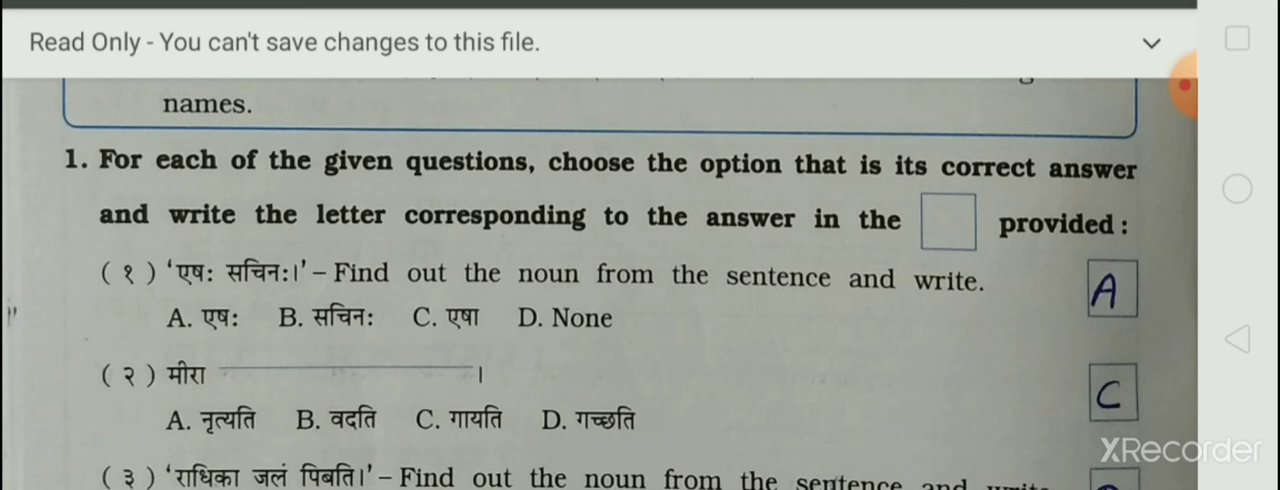 Read Only - You can't save changes to this file.
names.
1. For each of the given questions, choose the option that is its correct answer
and write the letter corresponding to the answer in the provided :
( १ ) ‘एषः सचिनः।’ – Find out the noun from the sentence and write. A
A. एषः B. सचिनः C. एषा D. None
( २ ) मीरा ।
A. नृत्यति B. वदति C. गायति D. गच्छति C
XRecorder
( ३ ) ‘राधिका जलं पिबति।’ – Find out the noun from the sentence and